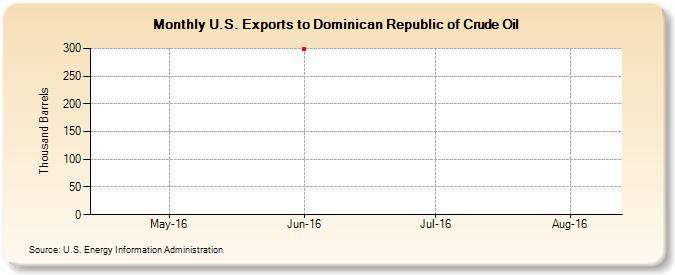 Monthly U.S. Exports to Dominican Republic of Crude Oil
Thousand Barrels
300
250
200
150
100
50
0
May-16
Jun-16
Jul-16
Aug-16
Source: U.S. Energy Information Administration